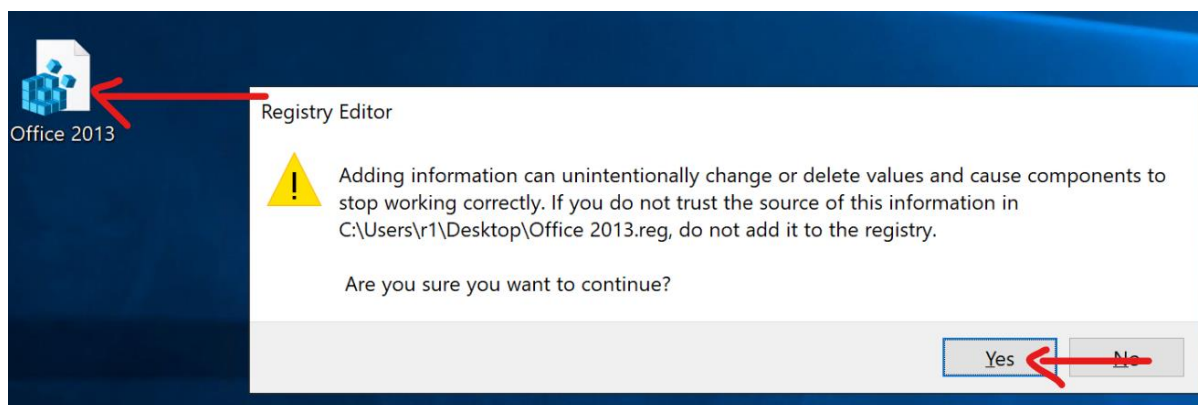 Office 2013
Registry Editor
Adding information can unintentionally change or delete values and cause components to
stop working correctly. If you do not trust the source of this information in
C:\Users\r1\Desktop\Office 2013.reg, do not add it to the registry.
Are you sure you want to continue?
Yes No